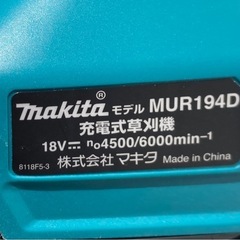 makita® モデル MUR194D
充電式草刈機
18V⎓ no4500/6000min-1
8118F5-3 株式会社マキタ Made in China